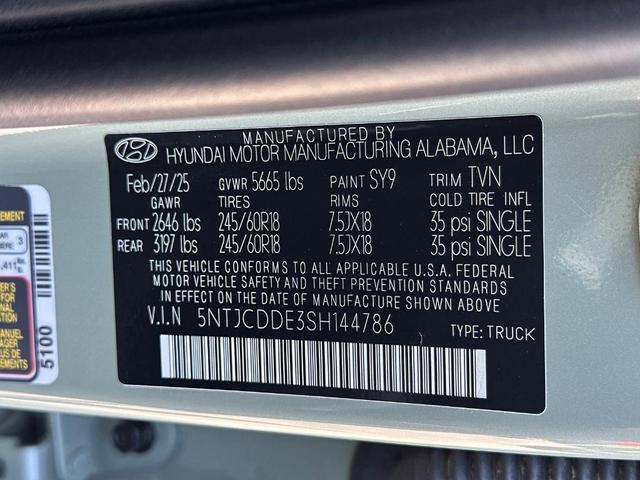 MANUFACTURED BY
HYUNDAI MOTOR MANUFACTURING ALABAMA, LLC
Feb/27/25 GVWR 5665 lbs PAINT SY9 TRIM TVN
GAWR TIRES RIMS COLD TIRE INFL
FRONT 2646 lbs 245/60R18 7.5JX18 35 psi SINGLE
REAR 3197 lbs 245/60R18 7.5JX18 35 psi SINGLE
THIS VEHICLE CONFORMS TO ALL APPLICABLE U.S.A. FEDERAL
MOTOR VEHICLE SAFETY AND THEFT PREVENTION STANDARDS
IN EFFECT ON THE DATE OF MANUFACTURE SHOWN ABOVE.
V.I.N 5NTJCDDE3SH144786 TYPE: TRUCK
EMENT
3
5100